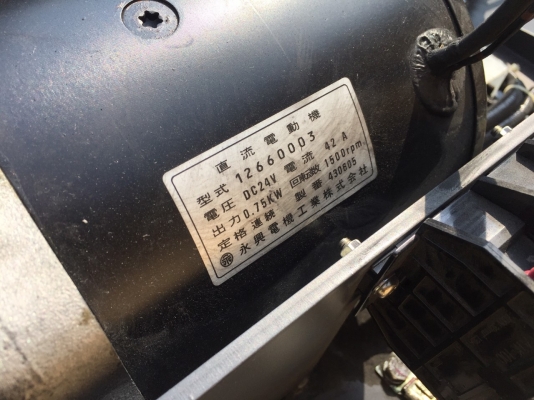 直流電動機
型式 12660003
電圧 DC24V 電流 42 A
出力 0.75KW 回転数 1500rpm
定格 連続 製番 430605
永興電機工業株式会社